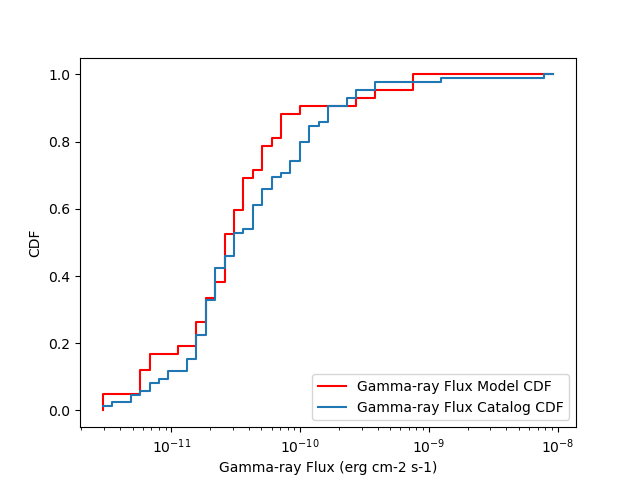 1.0
0.8
0.6
0.4
0.2
0.0
CDF
10⁻¹¹
10⁻¹⁰
10⁻⁹
10⁻⁸
Gamma-ray Flux (erg cm-2 s-1)
Gamma-ray Flux Model CDF
Gamma-ray Flux Catalog CDF